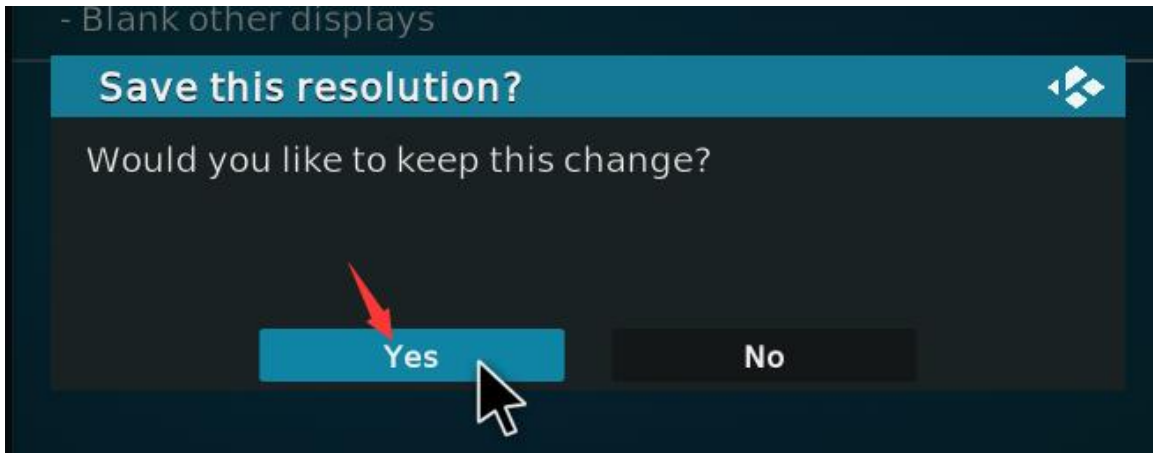 - Blank other displays
Save this resolution?
Would you like to keep this change?
Yes
No